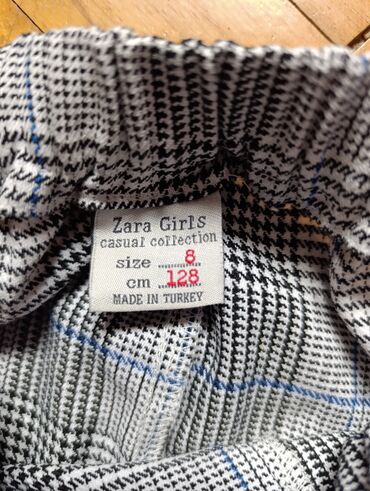 Zara Girls
casual collection
size 8
cm 128
MADE IN TURKEY